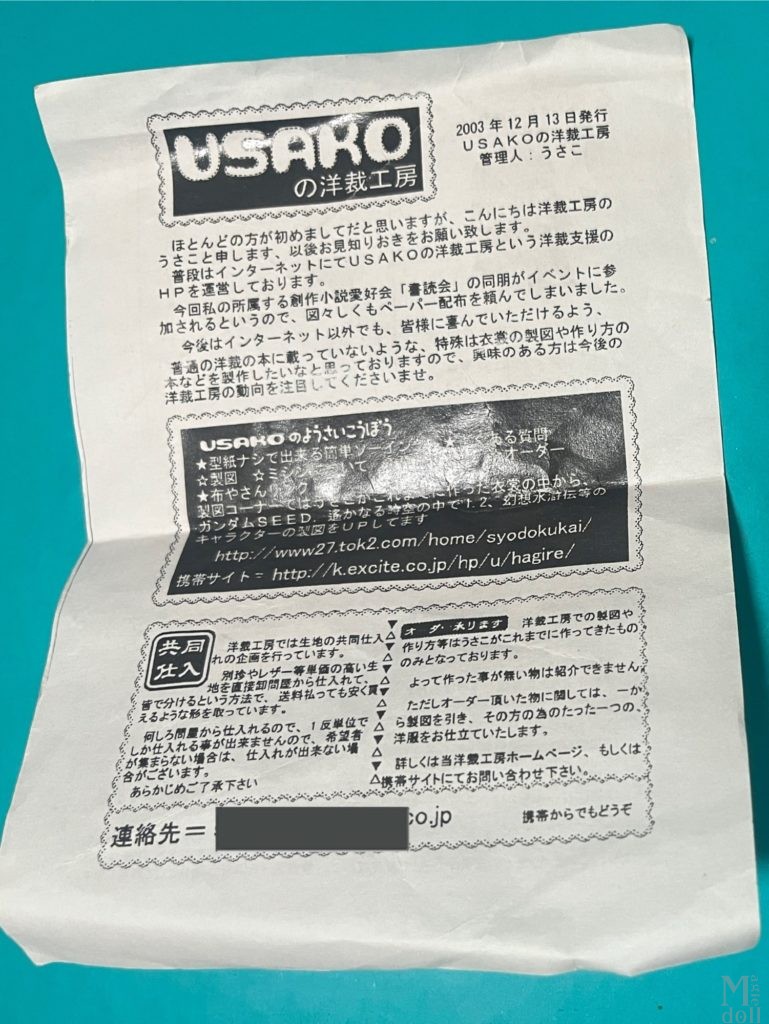 USAKO
の洋裁工房
2003年12月13日発行
USAKOの洋裁工房
管理人：うさこ
ほとんどの方が初めましてだと思いますが、こんにちは洋裁工房の
うさこと申します、以後お見知りおきをお願い致します。
普段はインターネットにてUSAKOの洋裁工房という洋裁支援の
HPを運営しております。
今回私の所属する創作小説愛好会「書読会」の同朋がイベントに参
加されるというので、図々しくもペーパー配布を頼んでしまいました。
今後はインターネット以外でも、皆様に喜んでいただけるよう、
普通の洋裁の本に載っていないような、特殊は衣裳の製図や作り方の
本などを製作したいなと思っておりますので、興味のある方は今後の
洋裁工房の動向を注目してくださいませ。
USAKOのようさいこうぼう
★型紙ナシで出来る簡単ソーイン ある質問
☆製図 ☆ミシン いて オーダー
★布やさんリンク
製図コーナーではうさこがこれまでに作った衣裳の中から、
ガンダムSEED、遥かなる時空の中で1.2、幻想水滸伝等の
キャラクターの製図をUPしてます
http://www27.tok2.com/home/syodokukai/
携帯サイト＝ http://k.excite.co.jp/hp/u/hagire/
共同
仕入
洋裁工房では生地の共同仕入
れの企画を行っています。
別珍やレザー等単価の高い生
地を直接卸問屋から仕入れて、
皆で分けるという方法で、送料払っても安く買
えるような形を取っています。
何しろ問屋から仕入れるので、1反単位で
しか仕入れる事が出来ませんので、希望者
が集まらない場合は、仕入れが出来ない場
合がございます。
あらかじめご了承下さい
オーダー承ります 洋裁工房での製図や
作り方等はうさこがこれまでに作ってきたもの
のみとなっております。
よって作った事が無い物は紹介できません
ただしオーダー頂いた物に関しては、一か
ら製図を引き、その方の為のたった一つの、
洋服をお仕立ていたします。
詳しくは当洋裁工房ホームページ、もしくは
携帯サイトにてお問い合わせ下さい。
連絡先＝ co.jp 携帯からでもどうぞ
Maple
doll